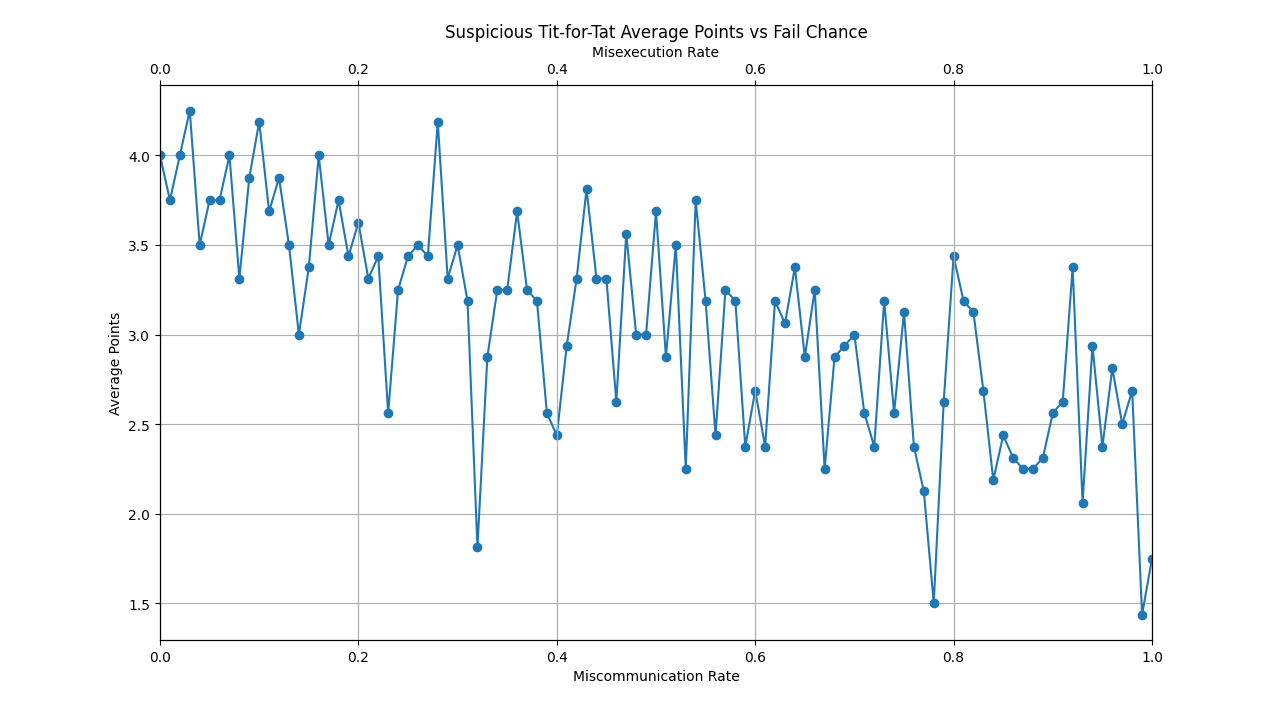 Suspicious Tit-for-Tat Average Points vs Fail Chance
Misexecution Rate
0.0 0.2 0.4 0.6 0.8 1.0
4.0
3.5
3.0
2.5
2.0
1.5
Average Points
0.0 0.2 0.4 0.6 0.8 1.0
Miscommunication Rate